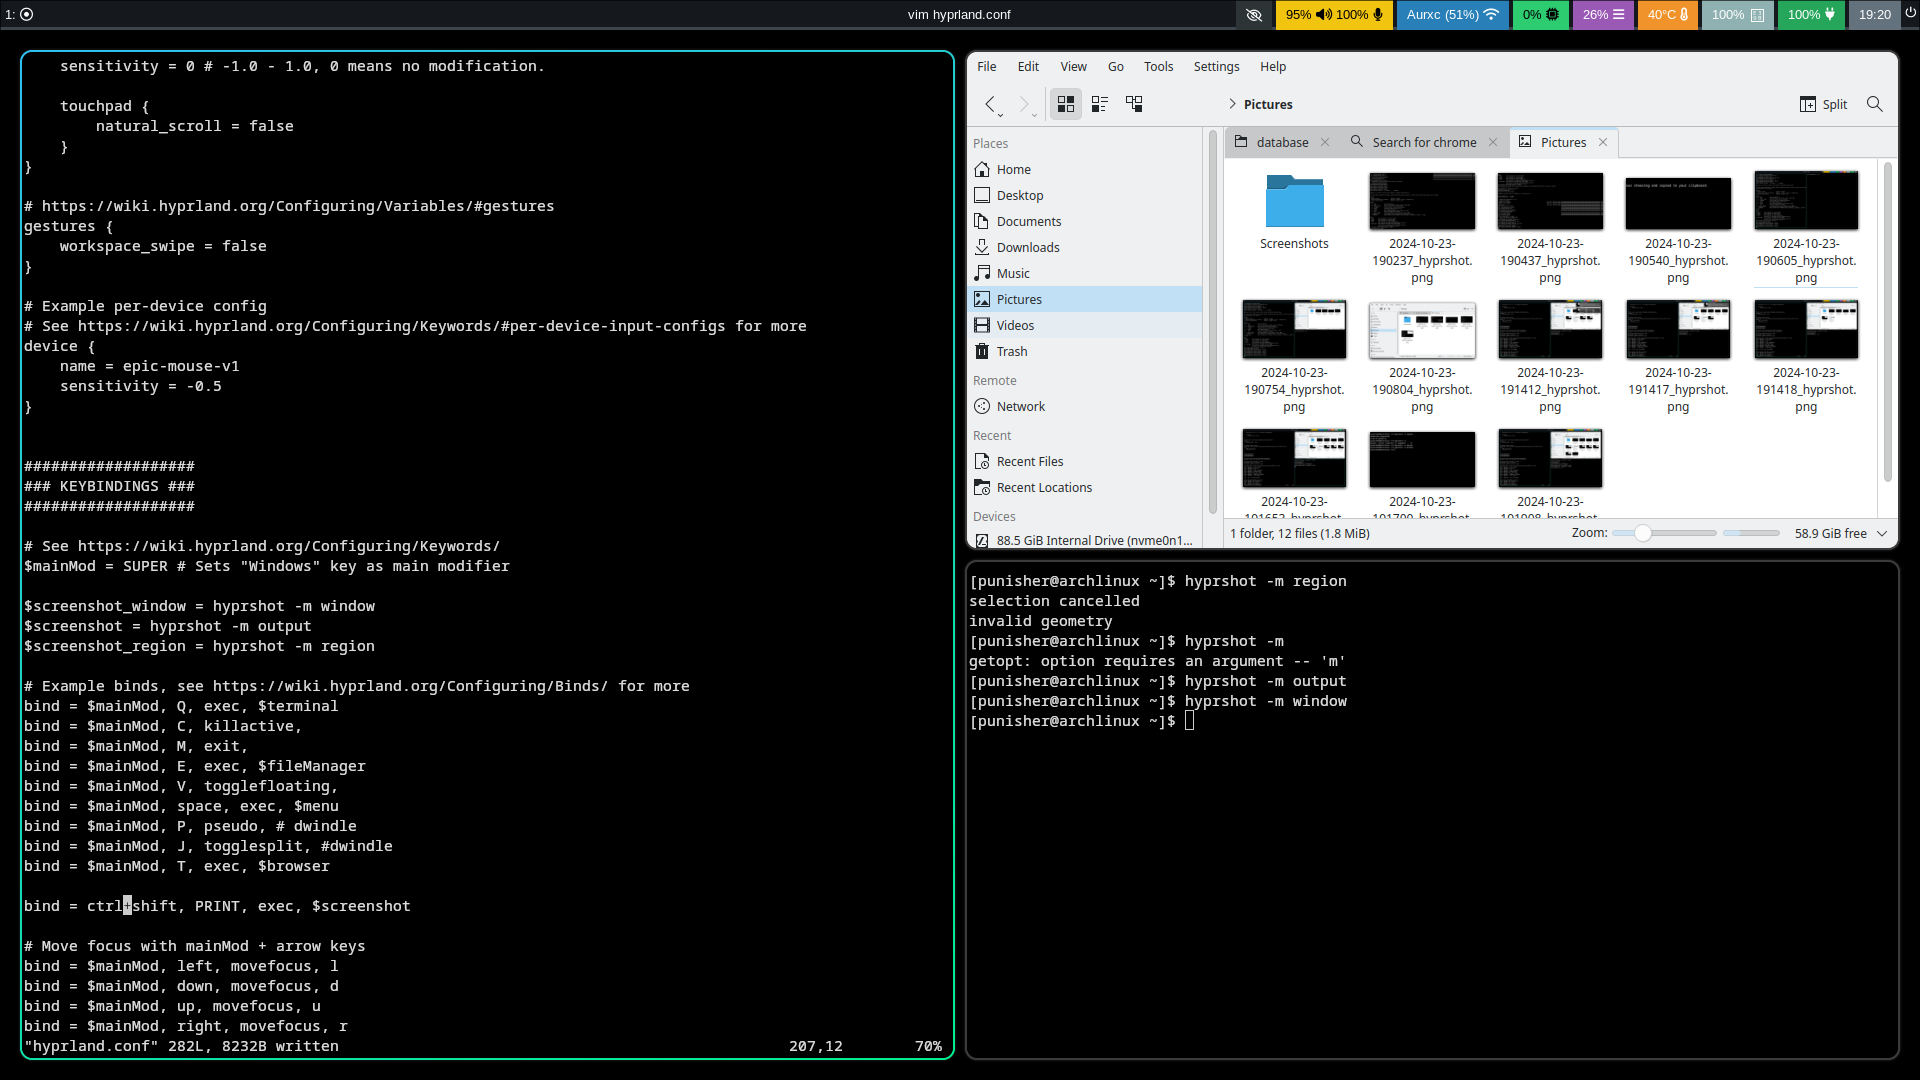 1:
vim hyprland.conf
95% 100%
Aurxc (51%)
0%
26%
40°C
100%
100%
19:20
    sensitivity = 0 # -1.0 - 1.0, 0 means no modification.
    touchpad {
        natural_scroll = false
    }
}
# https://wiki.hyprland.org/Configuring/Variables/#gestures
gestures {
    workspace_swipe = false
}
# Example per-device config
# See https://wiki.hyprland.org/Configuring/Keywords/#per-device-input-configs for more
device {
    name = epic-mouse-v1
    sensitivity = -0.5
}
###################
### KEYBINDINGS ###
###################
# See https://wiki.hyprland.org/Configuring/Keywords/
$mainMod = SUPER # Sets "Windows" key as main modifier
$screenshot_window = hyprshot -m window
$screenshot = hyprshot -m output
$screenshot_region = hyprshot -m region
# Example binds, see https://wiki.hyprland.org/Configuring/Binds/ for more
bind = $mainMod, Q, exec, $terminal
bind = $mainMod, C, killactive,
bind = $mainMod, M, exit,
bind = $mainMod, E, exec, $fileManager
bind = $mainMod, V, togglefloating,
bind = $mainMod, space, exec, $menu
bind = $mainMod, P, pseudo, # dwindle
bind = $mainMod, J, togglesplit, #dwindle
bind = $mainMod, T, exec, $browser
bind = ctrl+shift, PRINT, exec, $screenshot
# Move focus with mainMod + arrow keys
bind = $mainMod, left, movefocus, l
bind = $mainMod, down, movefocus, d
bind = $mainMod, up, movefocus, u
bind = $mainMod, right, movefocus, r
"hyprland.conf" 282L, 8232B written 207,12 70%
File Edit View Go Tools Settings Help
Pictures
Split
Places
Home
Desktop
Documents
Downloads
Music
Pictures
Videos
Trash
Remote
Network
Recent
Recent Files
Recent Locations
Devices
88.5 GiB Internal Drive (nvme0n1...
database
Search for chrome
Pictures
Screenshots
2024-10-23-
190237_hyprshot.
png
2024-10-23-
190437_hyprshot.
png
2024-10-23-
190540_hyprshot.
png
2024-10-23-
190605_hyprshot.
png
2024-10-23-
190754_hyprshot.
png
2024-10-23-
190804_hyprshot.
png
2024-10-23-
191412_hyprshot.
png
2024-10-23-
191417_hyprshot.
png
2024-10-23-
191418_hyprshot.
png
2024-10-23-
2024-10-23-
2024-10-23-
1 folder, 12 files (1.8 MiB)
Zoom:
58.9 GiB free
[punisher@archlinux ~]$ hyprshot -m region
selection cancelled
invalid geometry
[punisher@archlinux ~]$ hyprshot -m
getopt: option requires an argument -- 'm'
[punisher@archlinux ~]$ hyprshot -m output
[punisher@archlinux ~]$ hyprshot -m window
[punisher@archlinux ~]$